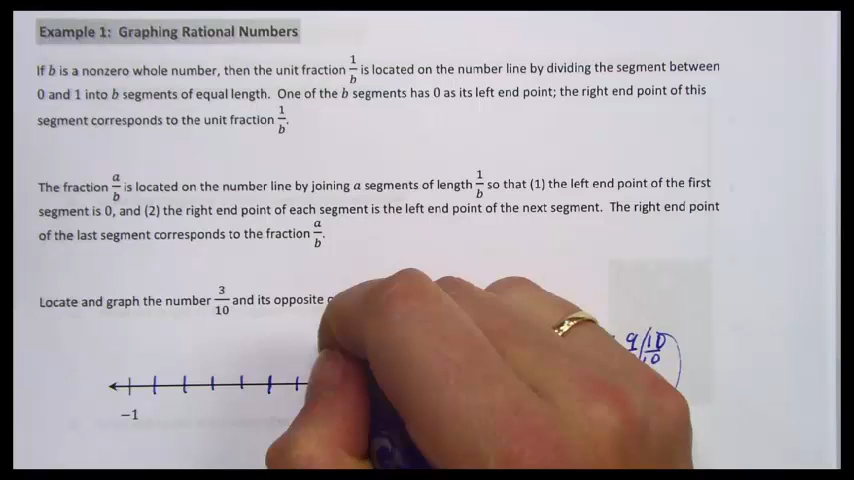 Example 1: Graphing Rational Numbers
If b is a nonzero whole number, then the unit fraction 1/b is located on the number line by dividing the segment between
0 and 1 into b segments of equal length. One of the b segments has 0 as its left end point; the right end point of this
segment corresponds to the unit fraction 1/b.
The fraction a/b is located on the number line by joining a segments of length 1/b so that (1) the left end point of the first
segment is 0, and (2) the right end point of each segment is the left end point of the next segment. The right end point
of the last segment corresponds to the fraction a/b.
Locate and graph the number 3/10 and its opposite
9/10
10
−1